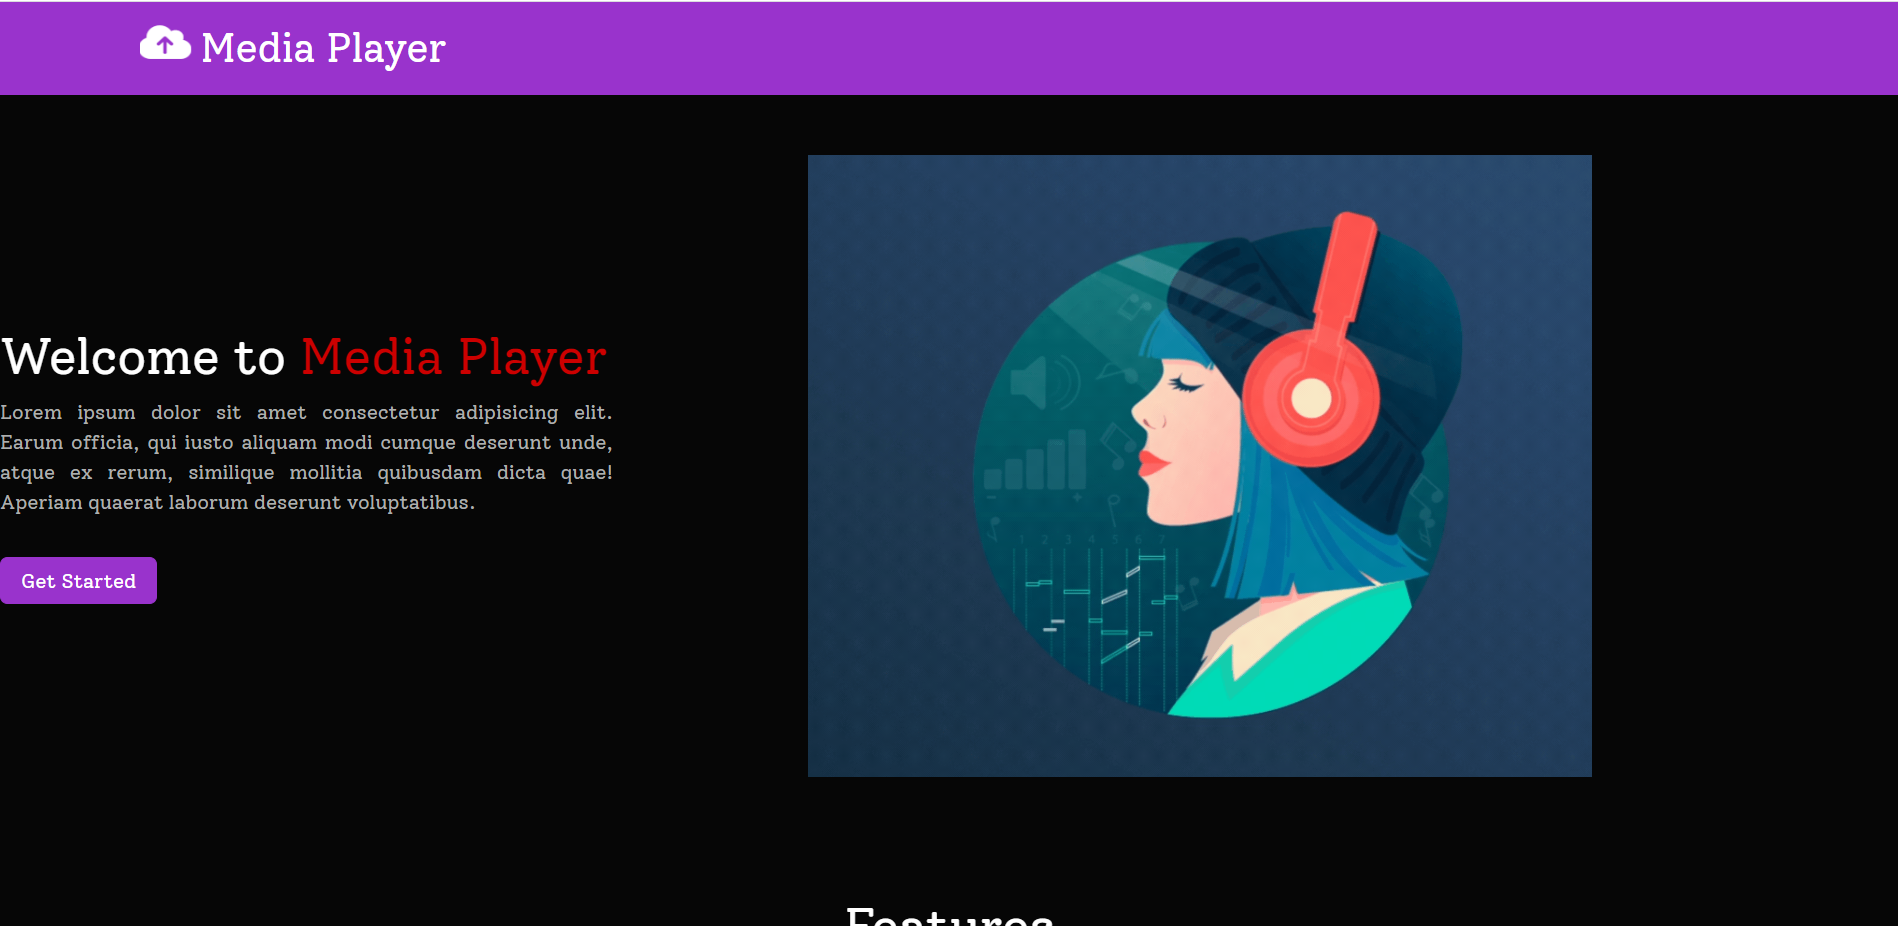 Media Player
Welcome to Media Player
Lorem ipsum dolor sit amet consectetur adipisicing elit.
Earum officia, qui iusto aliquam modi cumque deserunt unde,
atque ex rerum, similique mollitia quibusdam dicta quae!
Aperiam quaerat laborum deserunt voluptatibus.
Get Started
- +
1 2 3 4 5 6 7
Features